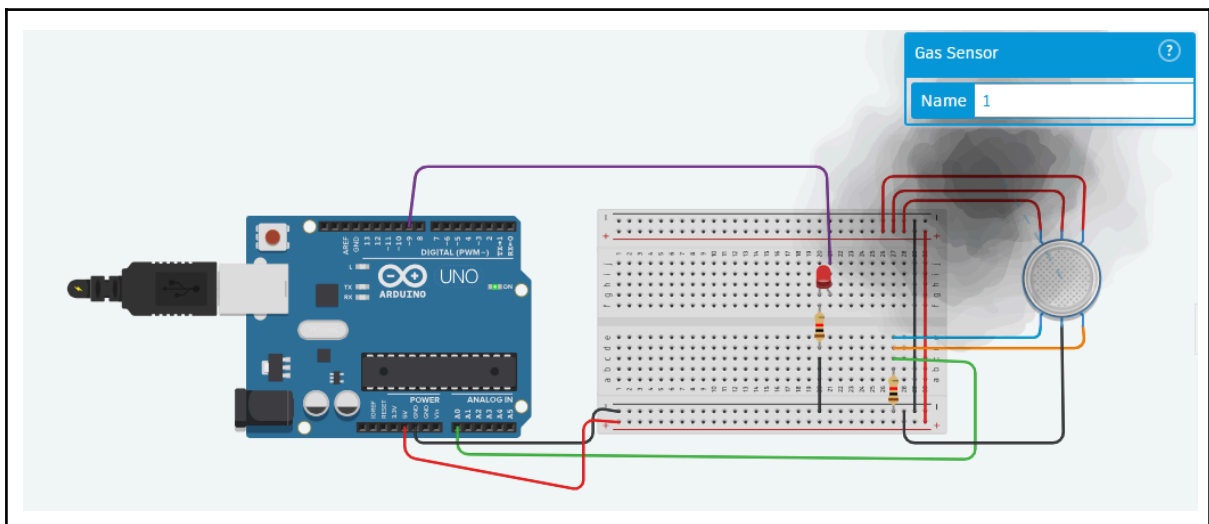 Gas Sensor ?
Name 1
AREF
GND
13
12
~11
~10
~9
8
7
~6
~5
4
~3
2
TX→1
RX←0
DIGITAL (PWM~)
L
TX
RX
UNO
ARDUINO
ON
POWER
ANALOG IN
IOREF
RESET
3.3V
5V
GND
GND
Vin
A0
A1
A2
A3
A4
A5